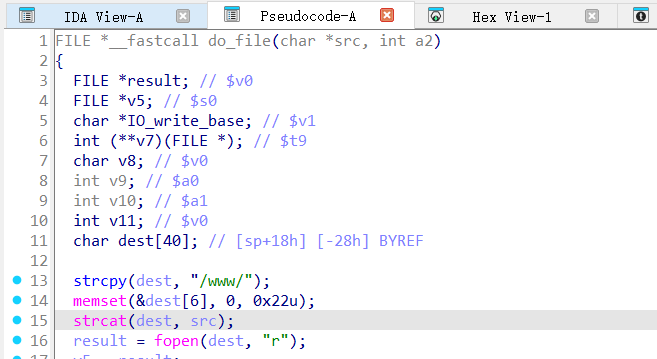 IDA View-A Pseudocode-A Hex View-1
1 FILE *__fastcall do_file(char *src, int a2)
2 {
3 FILE *result; // $v0
4 FILE *v5; // $s0
5 char *IO_write_base; // $v1
6 int (**v7)(FILE *); // $t9
7 char v8; // $v0
8 int v9; // $a0
9 int v10; // $a1
10 int v11; // $v0
11 char dest[40]; // [sp+18h] [-28h] BYREF
12
13 strcpy(dest, "/www/");
14 memset(&dest[6], 0, 0x22u);
15 strcat(dest, src);
16 result = fopen(dest, "r");